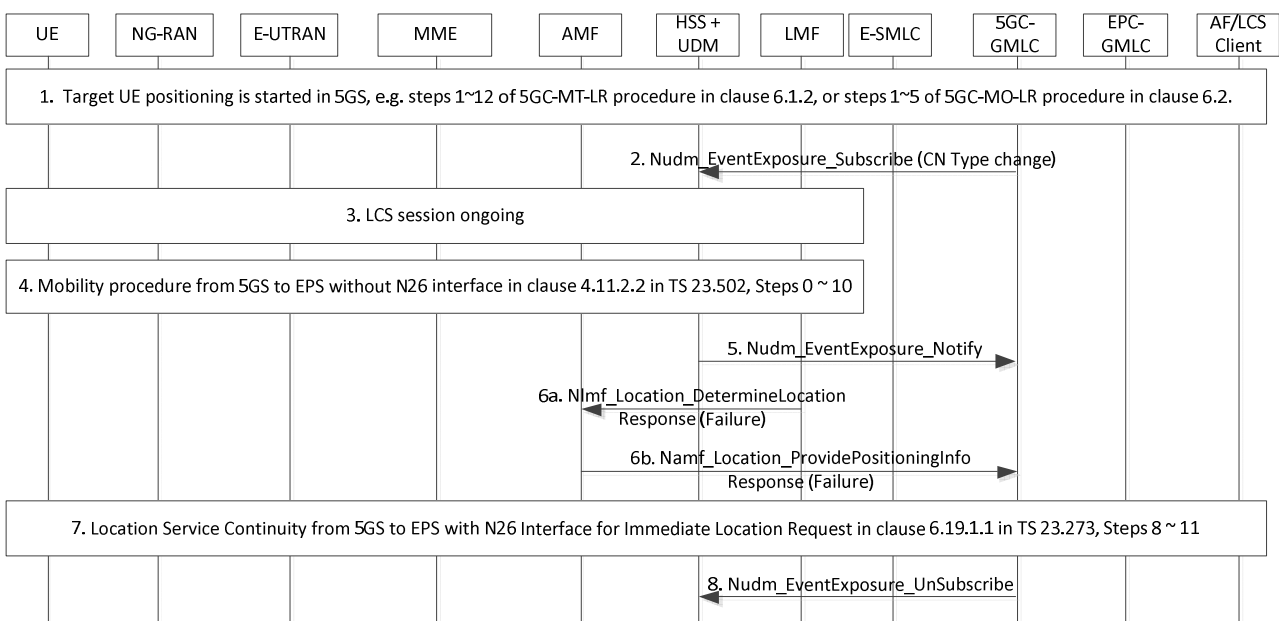 UE
NG-RAN
E-UTRAN
MME
AMF
HSS +
UDM
LMF
E-SMLC
5GC-
GMLC
EPC-
GMLC
AF/LCS
Client
1. Target UE positioning is started in 5GS, e.g. steps 1~12 of 5GC-MT-LR procedure in clause 6.1.2, or steps 1~5 of 5GC-MO-LR procedure in clause 6.2.
2. Nudm_EventExposure_Subscribe (CN Type change)
3. LCS session ongoing
4. Mobility procedure from 5GS to EPS without N26 interface in clause 4.11.2.2 in TS 23.502, Steps 0 ~ 10
5. Nudm_EventExposure_Notify
6a. Nlmf_Location_DetermineLocation
Response (Failure)
6b. Namf_Location_ProvidePositioningInfo
Response (Failure)
7. Location Service Continuity from 5GS to EPS with N26 Interface for Immediate Location Request in clause 6.19.1.1 in TS 23.273, Steps 8 ~ 11
8. Nudm_EventExposure_UnSubscribe